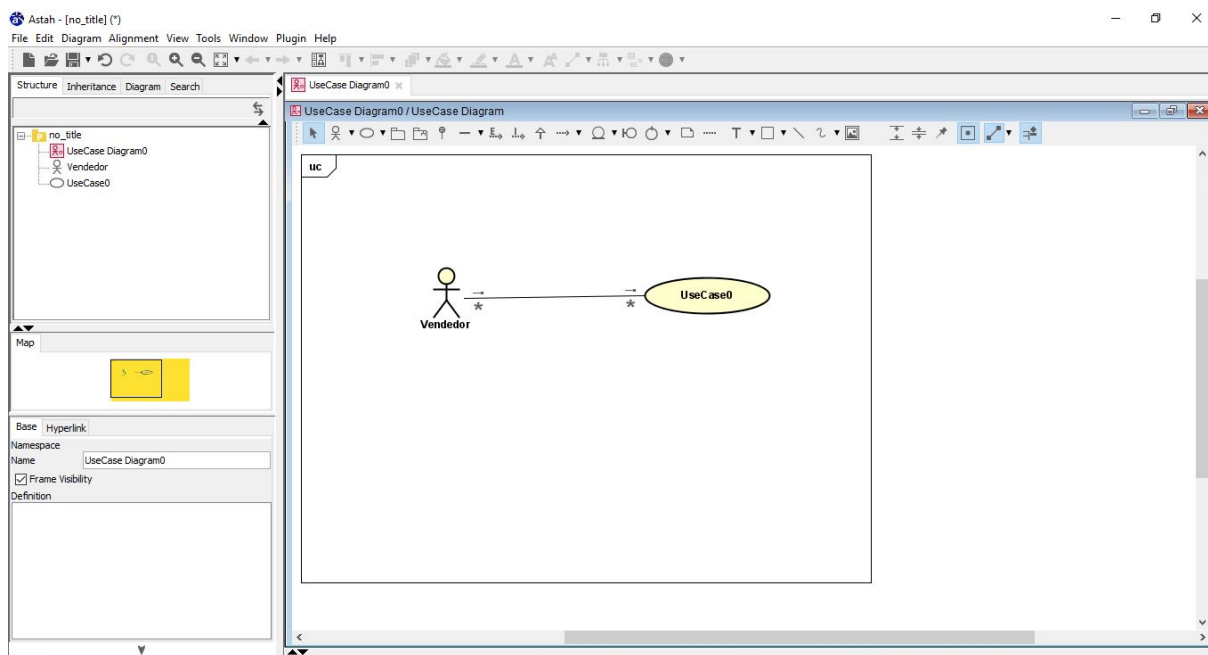 Astah - [no_title] (*)
File Edit Diagram Alignment View Tools Window Plugin Help
Structure Inheritance Diagram Search
no_title
UseCase Diagram0
Vendedor
UseCase0
Map
Base Hyperlink
Namespace
Name UseCase Diagram0
Frame Visibility
Definition
UseCase Diagram0
UseCase Diagram0 / UseCase Diagram
T
uc
* *
UseCase0
Vendedor